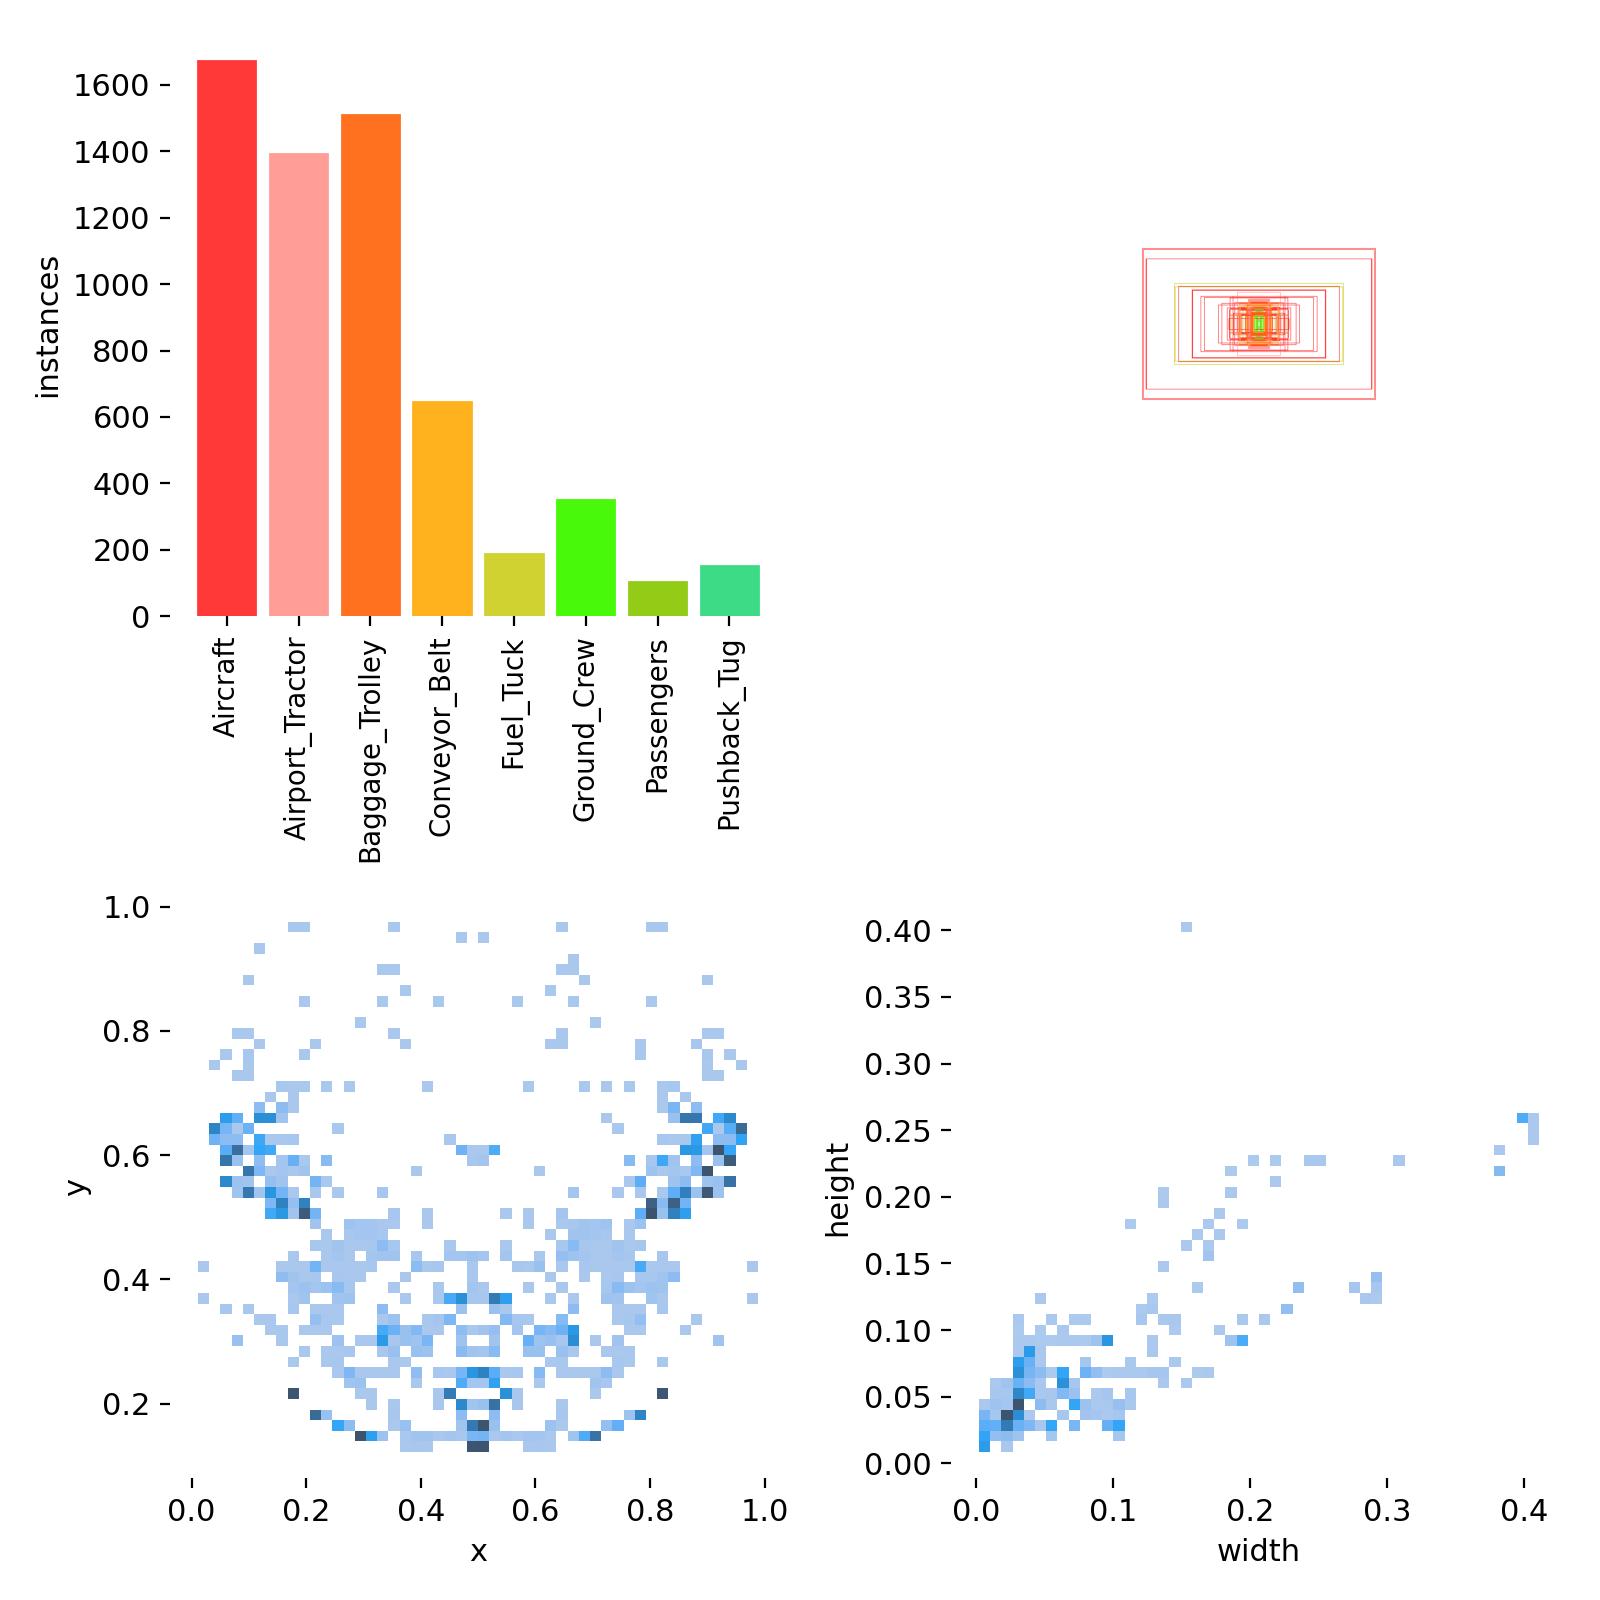 instances
1600
1400
1200
1000
800
600
400
200
0
Aircraft
Airport_Tractor
Baggage_Trolley
Conveyor_Belt
Fuel_Tuck
Ground_Crew
Passengers
Pushback_Tug
y
1.0
0.8
0.6
0.4
0.2
0.0 0.2 0.4 0.6 0.8 1.0
x
height
0.40
0.35
0.30
0.25
0.20
0.15
0.10
0.05
0.00
0.0 0.1 0.2 0.3 0.4
width